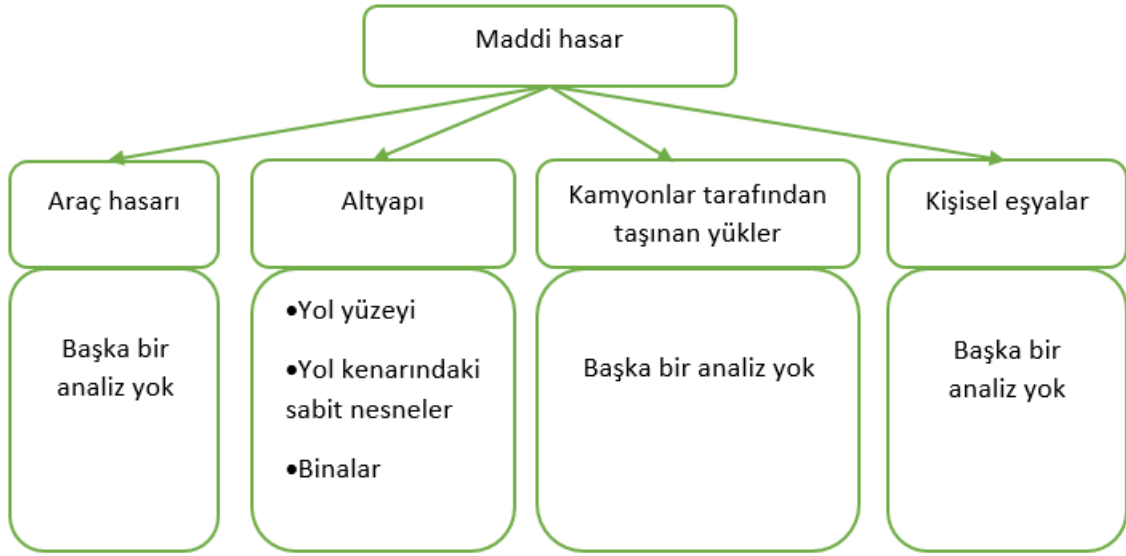 Maddi hasar
Araç hasarı
Altyapı
Kamyonlar tarafından
taşınan yükler
Kişisel eşyalar
Başka bir
analiz yok
•Yol yüzeyi
•Yol kenarındaki
sabit nesneler
•Binalar
Başka bir analiz yok
Başka bir
analiz yok